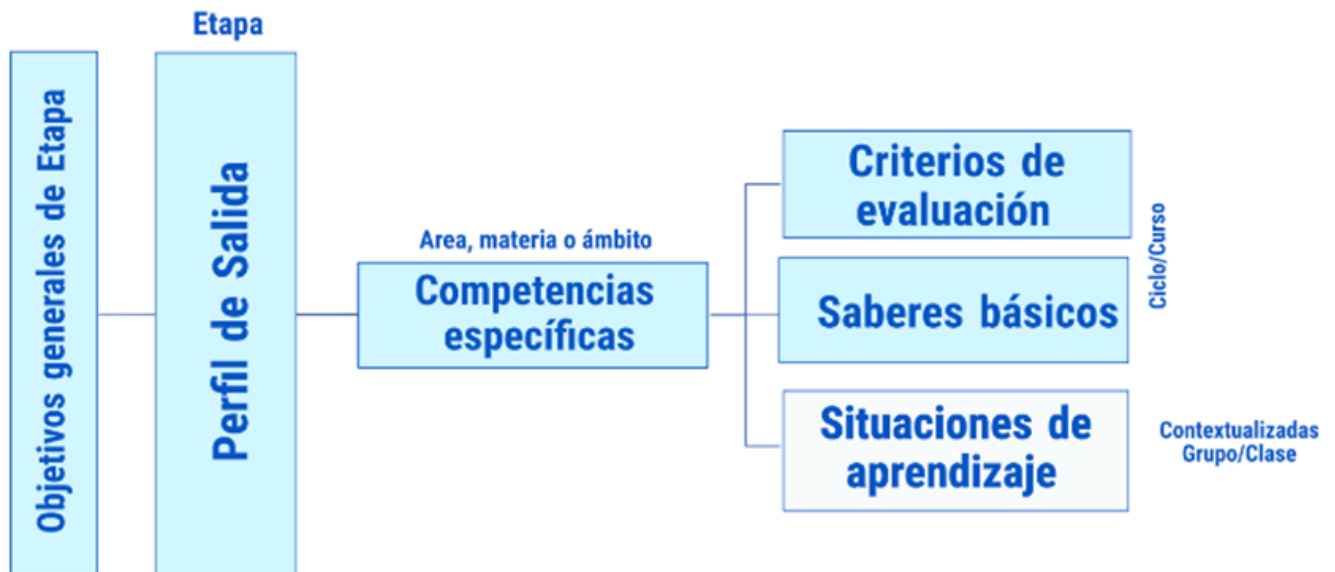 Etapa
Objetivos generales de Etapa
Perfil de Salida
Area, materia o ámbito
Competencias
específicas
Criterios de
evaluación
Saberes básicos
Ciclo/Curso
Situaciones de
aprendizaje
Contextualizadas
Grupo/Clase